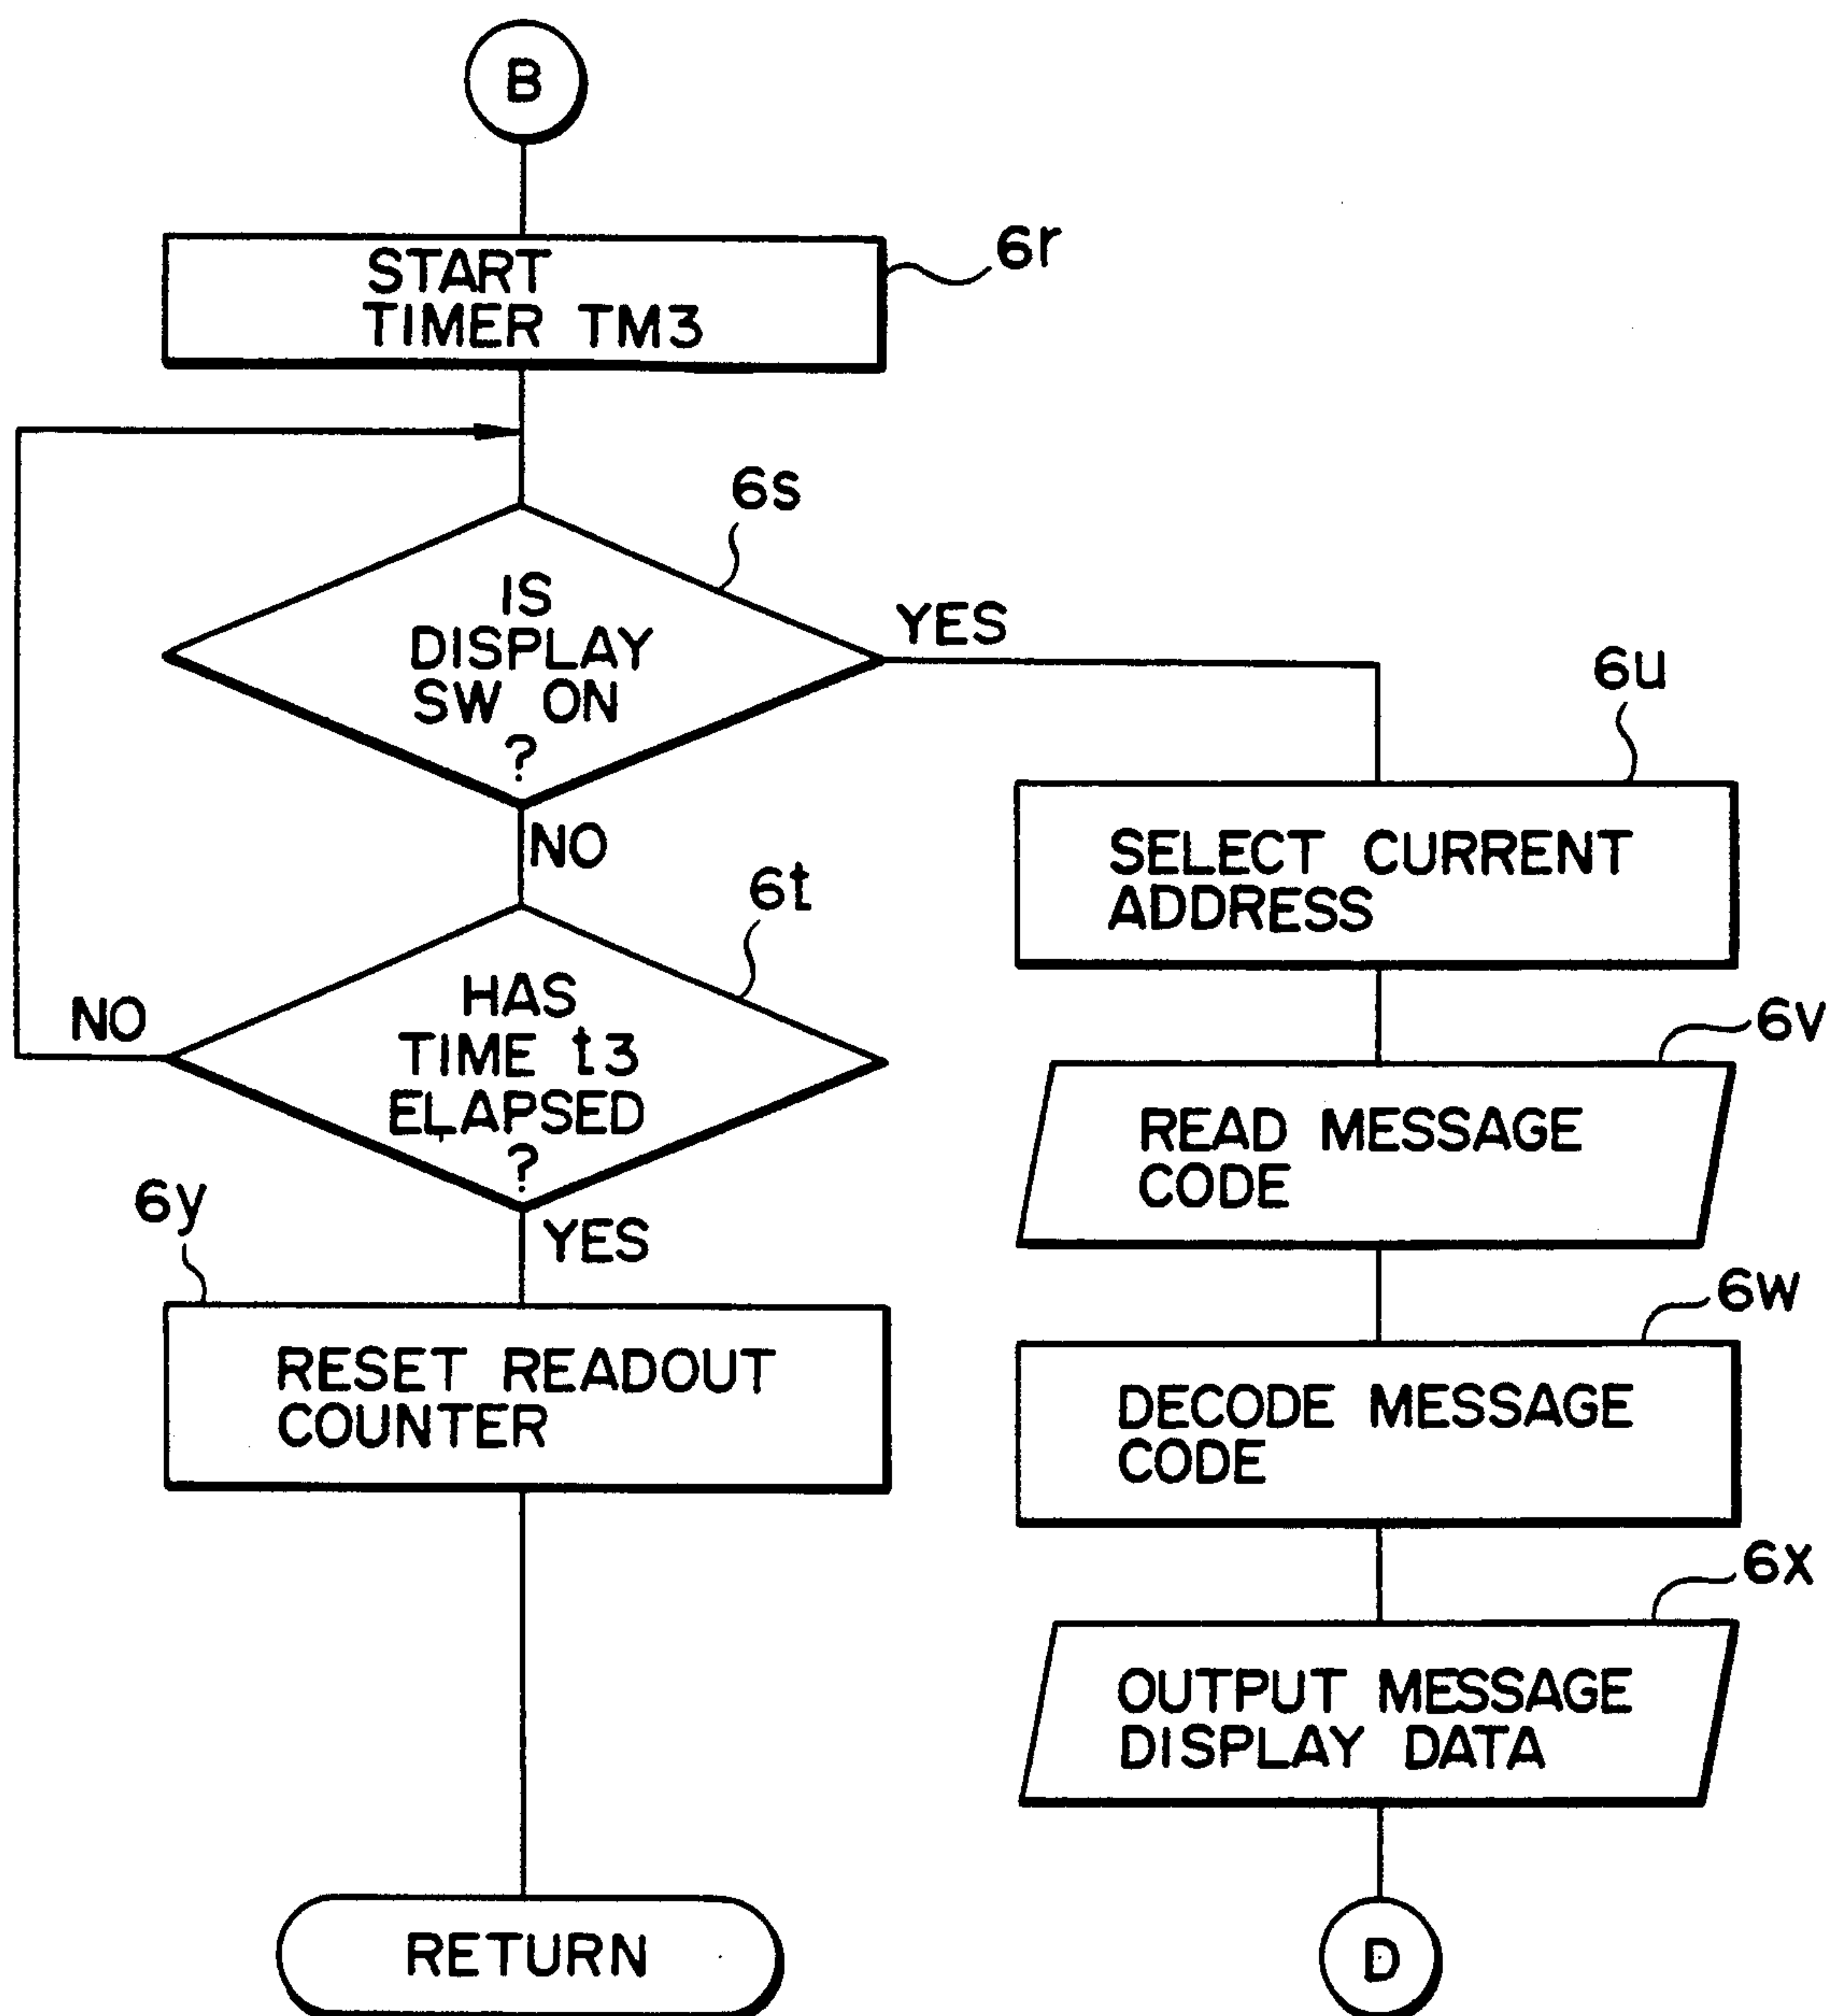 B
START
TIMER TM3
6r
6s
IS
DISPLAY
SW ON
?
YES
NO
6t
HAS
TIME t3
ELAPSED
?
NO
YES
6y
RESET READOUT
COUNTER
RETURN
6u
SELECT CURRENT
ADDRESS
6v
READ MESSAGE
CODE
6w
DECODE MESSAGE
CODE
6x
OUTPUT MESSAGE
DISPLAY DATA
D